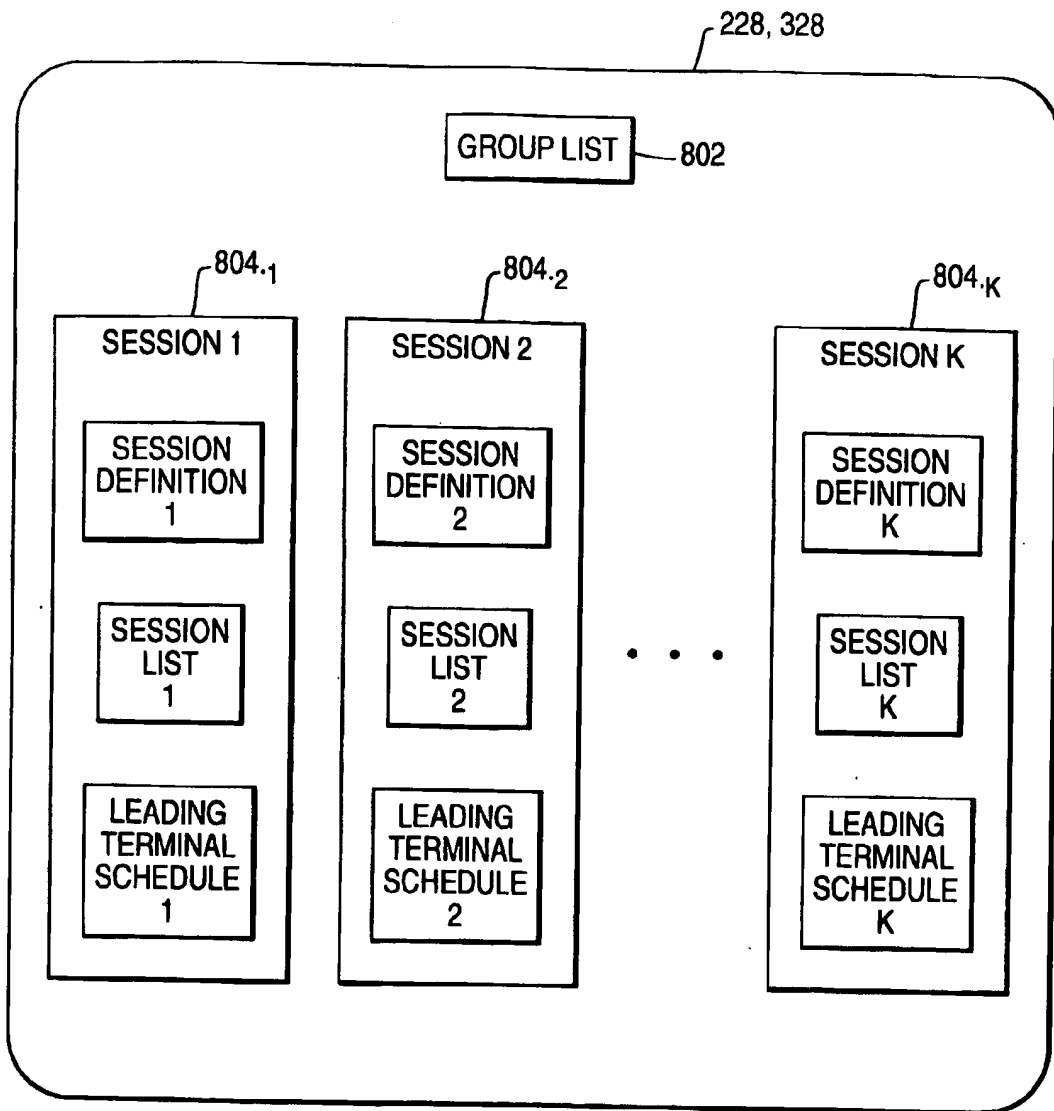 228, 328
GROUP LIST
802
804.1
804.2
804.K
SESSION 1
SESSION
DEFINITION
1
SESSION
LIST
1
LEADING
TERMINAL
SCHEDULE
1
SESSION 2
SESSION
DEFINITION
2
SESSION
LIST
2
LEADING
TERMINAL
SCHEDULE
2
• • •
SESSION K
SESSION
DEFINITION
K
SESSION
LIST
K
LEADING
TERMINAL
SCHEDULE
K